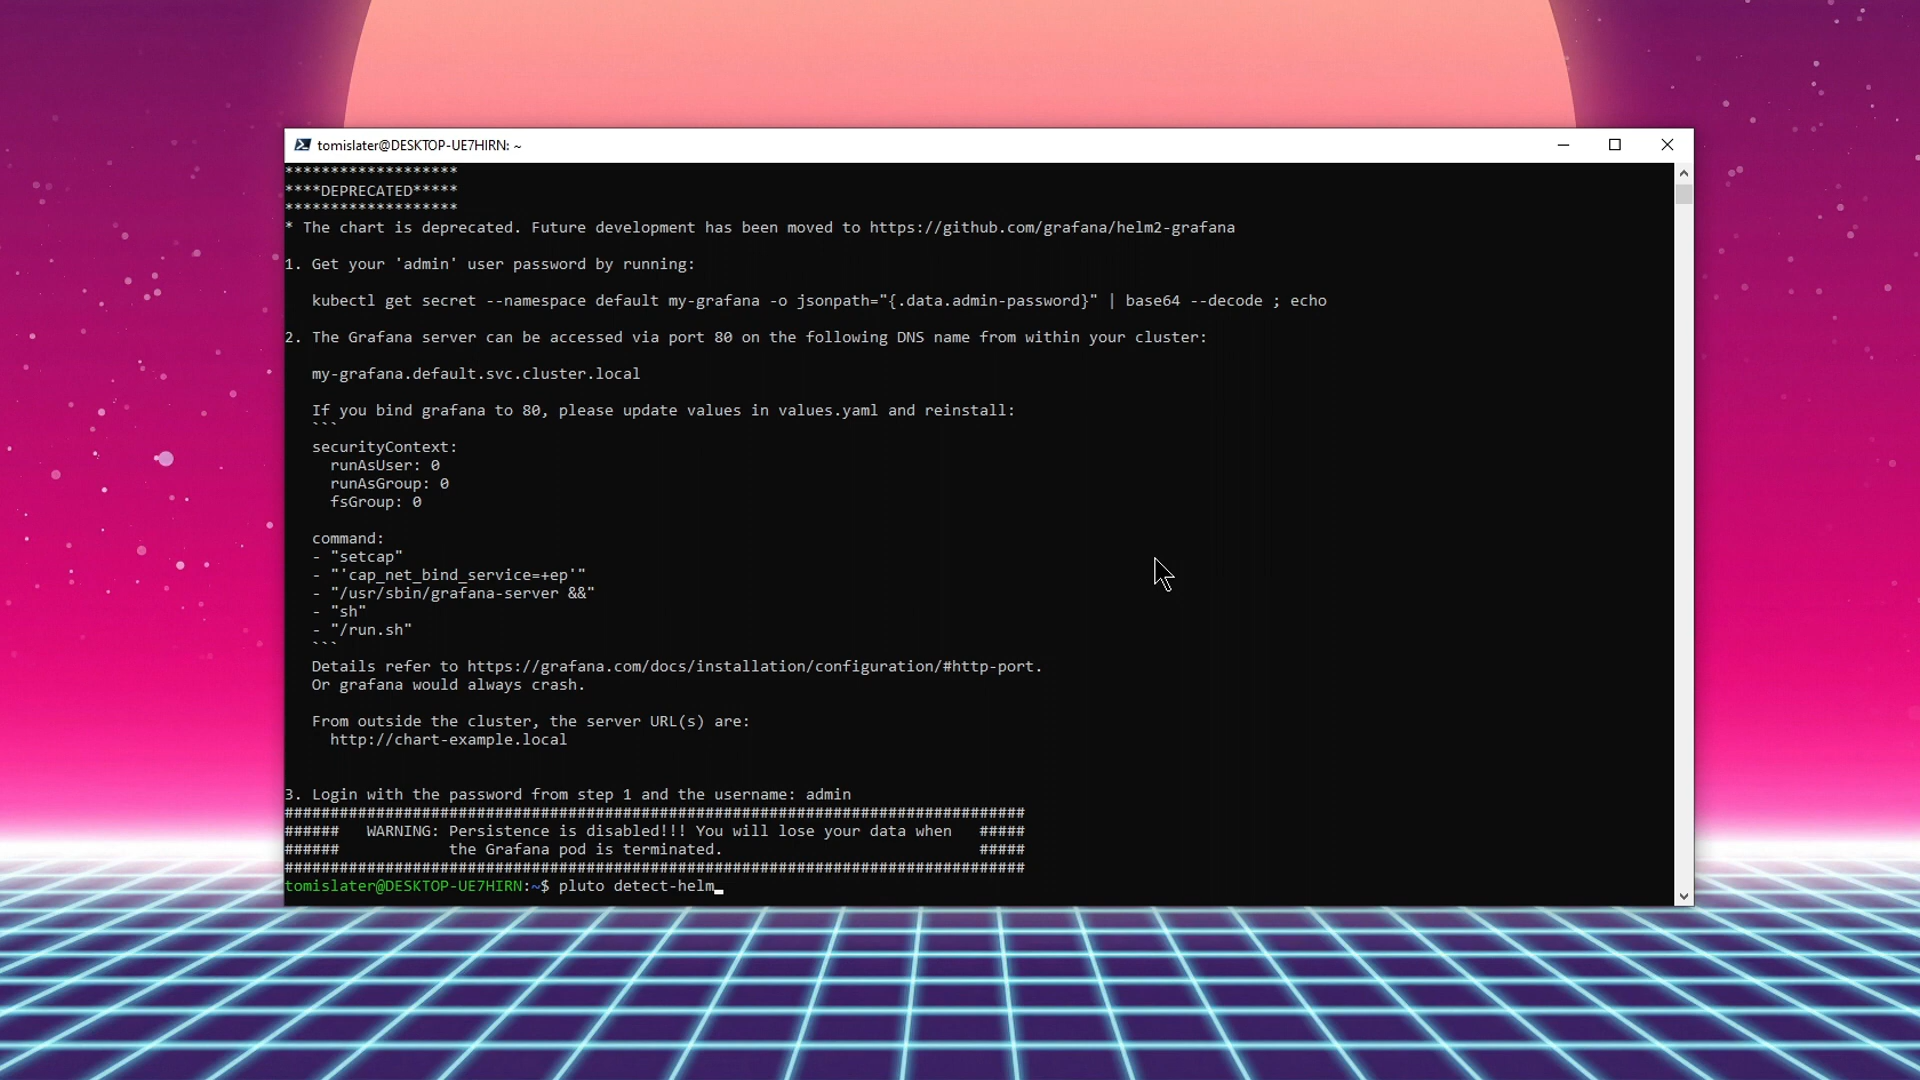 tomislater@DESKTOP-UE7HIRN: ~
*******************
****DEPRECATED*****
*******************
* The chart is deprecated. Future development has been moved to https://github.com/grafana/helm2-grafana
1. Get your 'admin' user password by running:
kubectl get secret --namespace default my-grafana -o jsonpath="{.data.admin-password}" | base64 --decode ; echo
2. The Grafana server can be accessed via port 80 on the following DNS name from within your cluster:
my-grafana.default.svc.cluster.local
If you bind grafana to 80, please update values in values.yaml and reinstall:
```
securityContext:
  runAsUser: 0
  runAsGroup: 0
  fsGroup: 0
command:
- "setcap"
- "'cap_net_bind_service=+ep'"
- "/usr/sbin/grafana-server &&"
- "sh"
- "/run.sh"
```
Details refer to https://grafana.com/docs/installation/configuration/#http-port.
Or grafana would always crash.
From outside the cluster, the server URL(s) are:
  http://chart-example.local
3. Login with the password from step 1 and the username: admin
#################################################################################
######   WARNING: Persistence is disabled!!! You will lose your data when   #####
######            the Grafana pod is terminated.                            #####
#################################################################################
tomislater@DESKTOP-UE7HIRN:~$ pluto detect-helm_